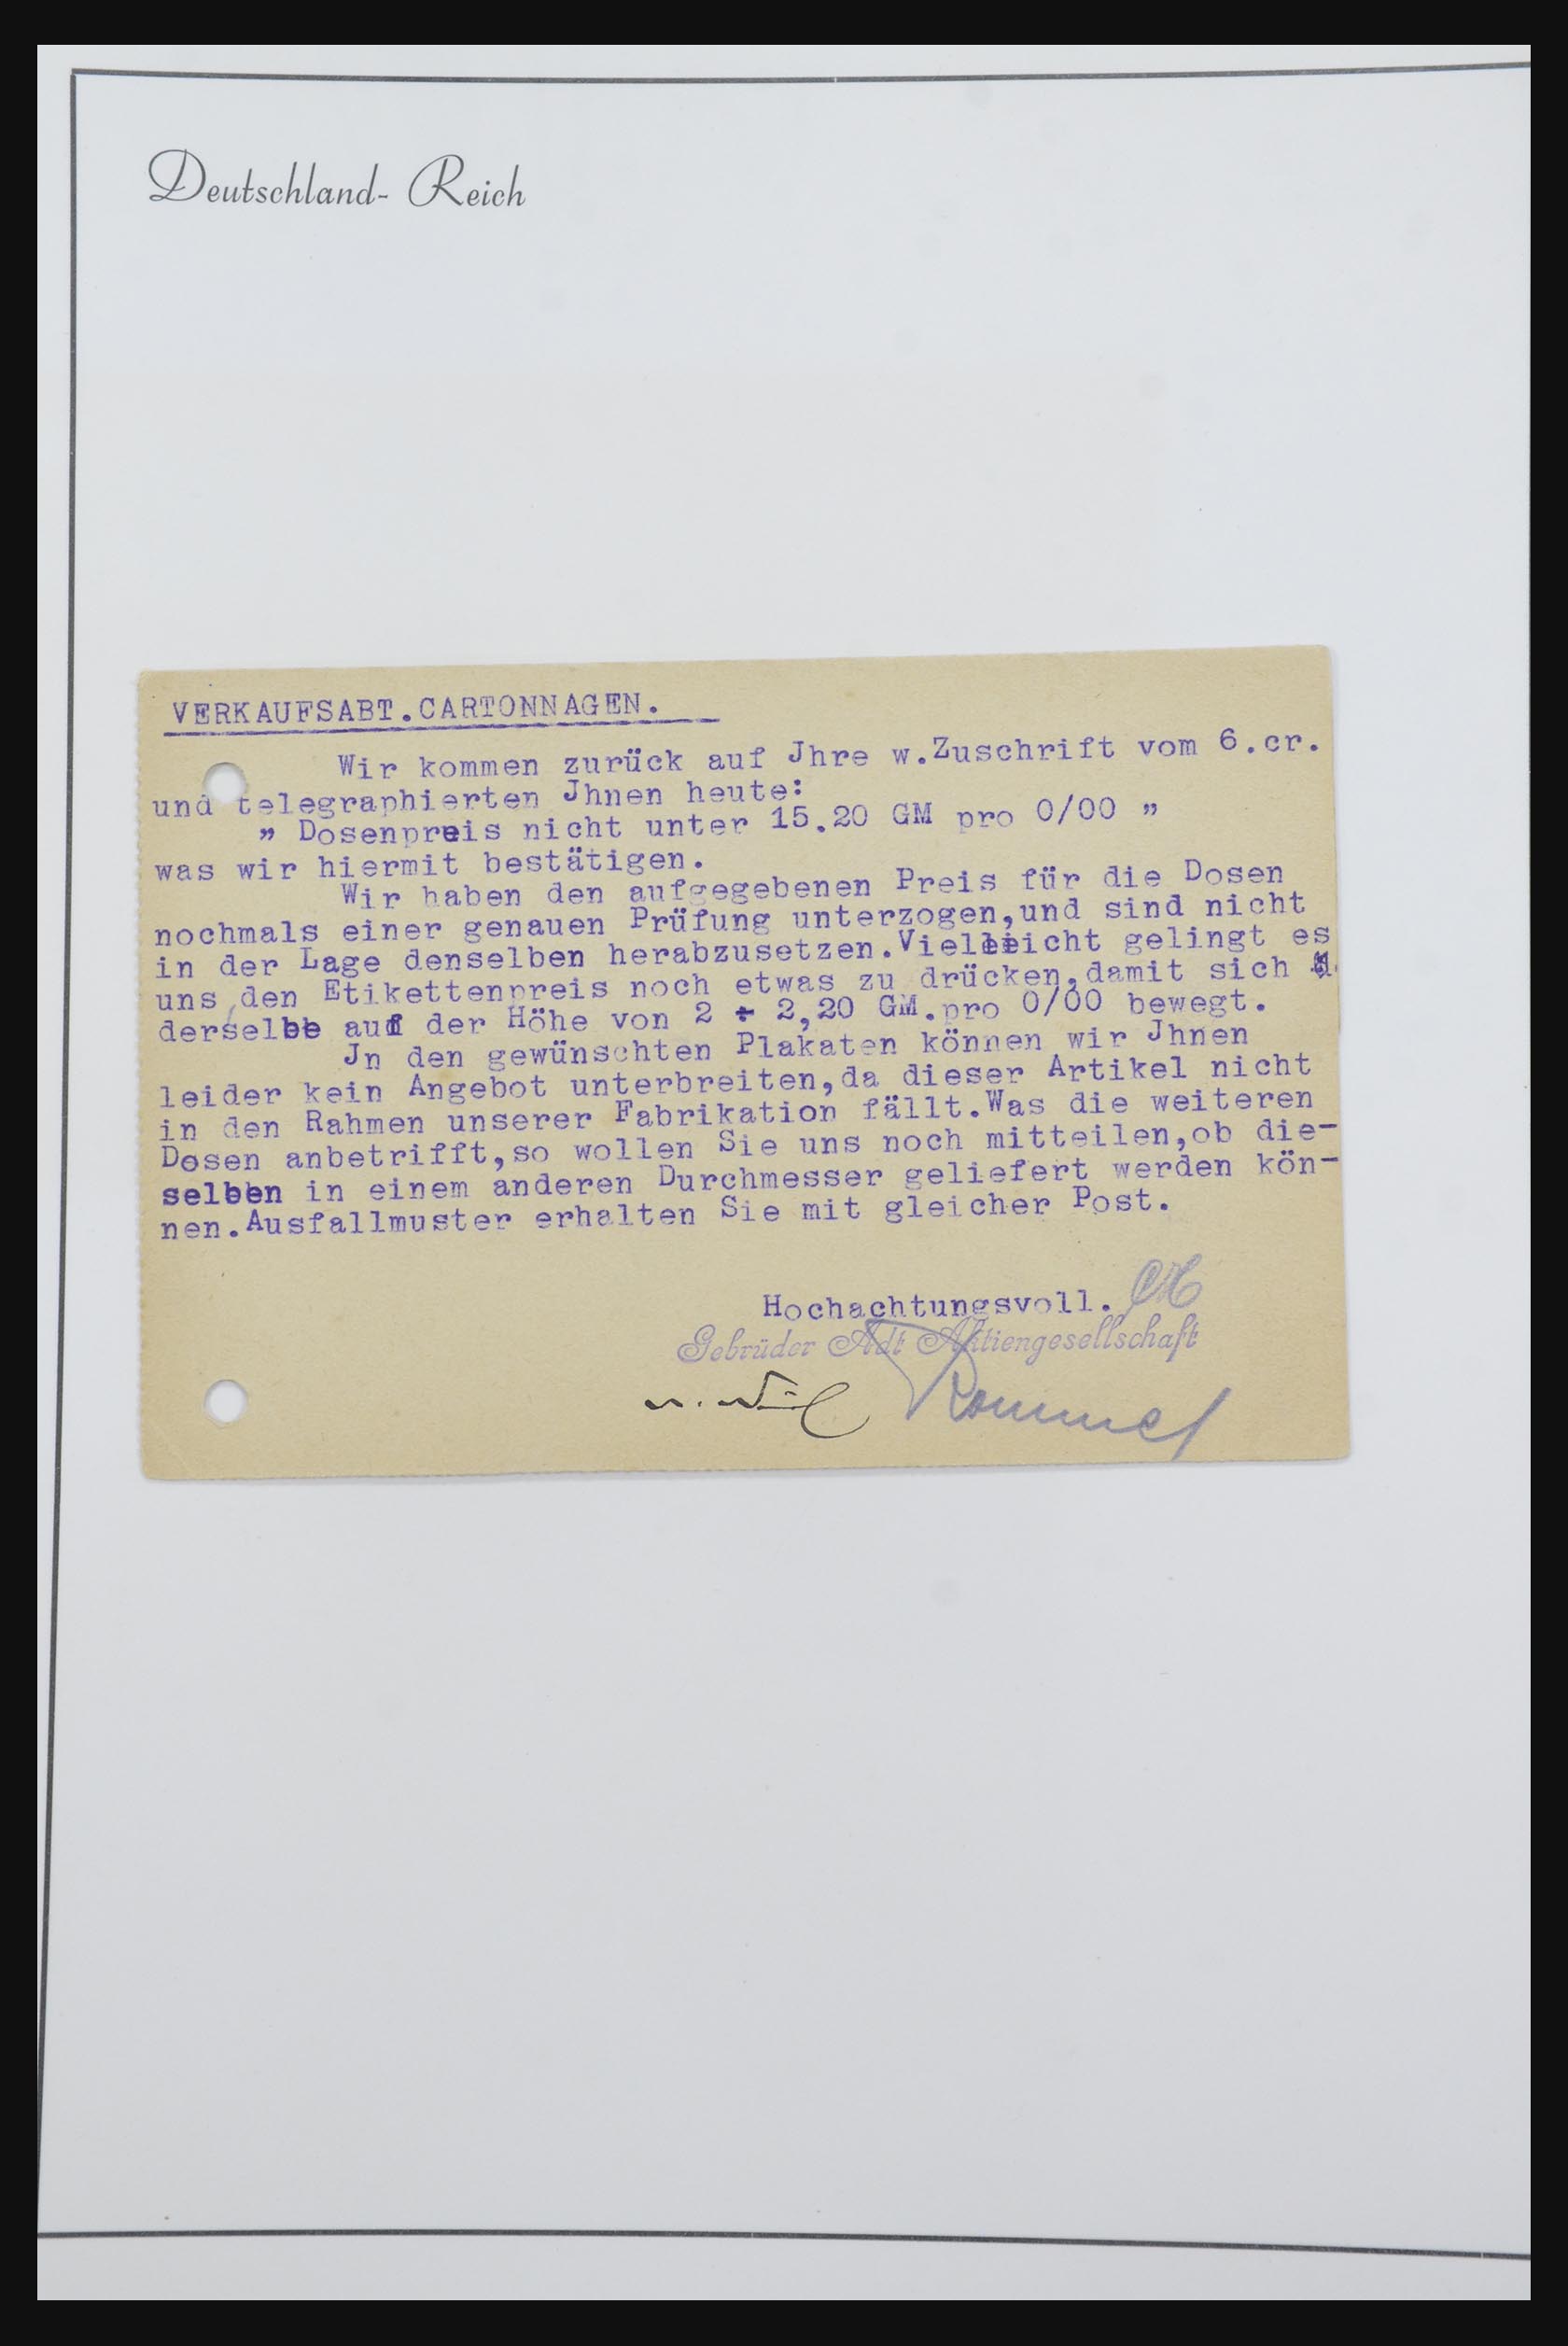 Deutschland- Reich
VERKAUFSABT.CARTONNAGEN.
Wir kommen zurück auf Jhre w.Zuschrift vom 6.cr.
und telegraphierten Jhnen heute:
" Dosenpreis nicht unter 15.20 GM pro 0/00 "
was wir hiermit bestätigen.
Wir haben den aufgegebenen Preis für die Dosen
nochmals einer genauen Prüfung unterzogen,und sind nicht
in der Lage denselben herabzusetzen.Vielleicht gelingt es
uns,den Etikettenpreis noch etwas zu drücken,damit sich
derselbe auf der Höhe von 2 ÷ 2,20 GM.pro 0/00 bewegt.
Jn den gewünschten Plakaten können wir Jhnen
leider kein Angebot unterbreiten,da dieser Artikel nicht
in den Rahmen unserer Fabrikation fällt.Was die weiteren
Dosen anbetrifft,so wollen Sie uns noch mitteilen,ob die-
selben in einem anderen Durchmesser geliefert werden kön-
nen.Ausfallmuster erhalten Sie mit gleicher Post.
Hochachtungsvoll.
Gebrüder Adt Aktiengesellschaft
Rommel